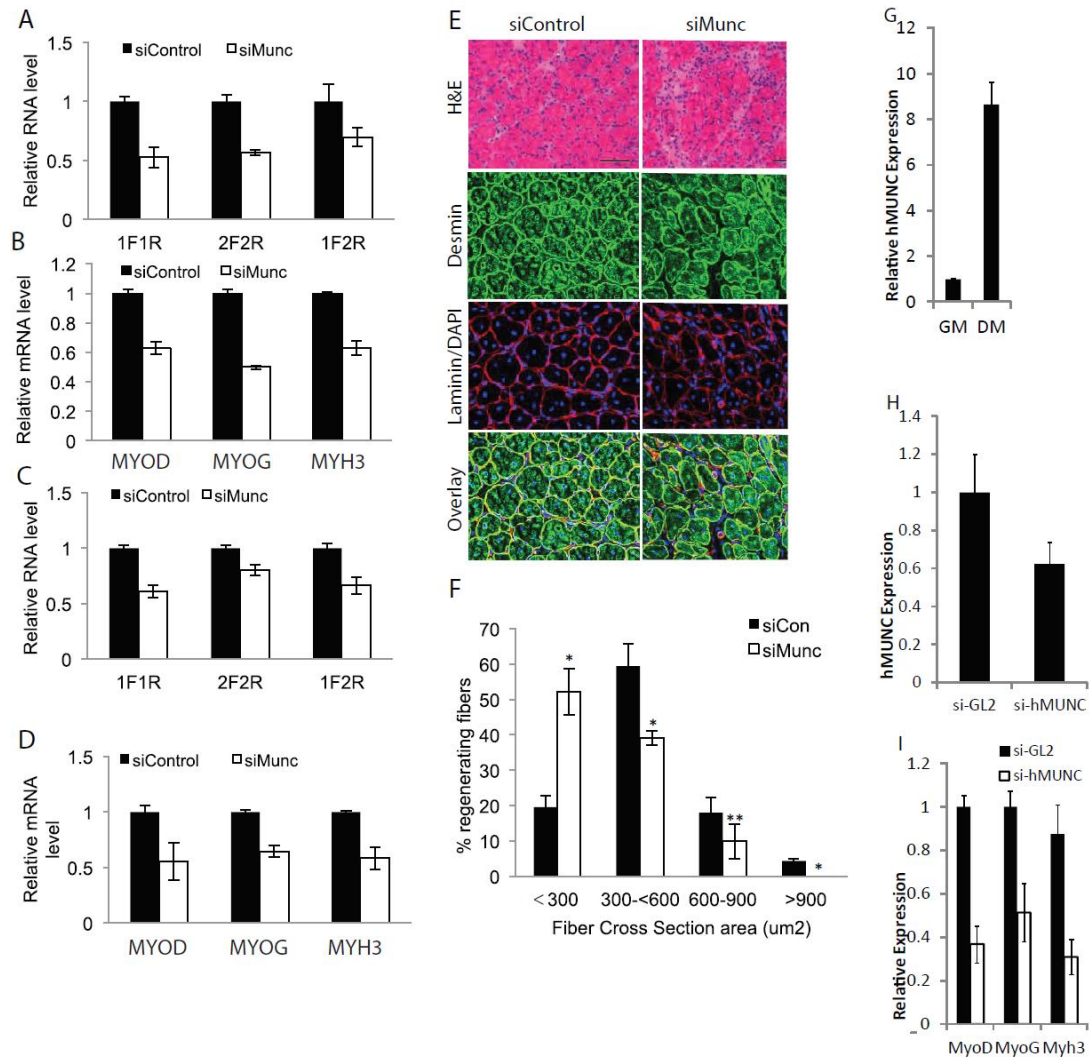 A
siControl siMunc
Relative RNA level
1.5
1
0.5
0
1F1R 2F2R 1F2R
B
siControl siMunc
Relative mRNA level
1.2
1
0.8
0.6
0.4
0.2
0
MYOD MYOG MYH3
C
siControl siMunc
Relative RNA level
1.5
1
0.5
0
1F1R 2F2R 1F2R
D
siControl siMunc
Relative mRNA
level
1.5
1
0.5
0
MYOD MYOG MYH3
E
siControl siMunc
H&E
Desmin
Laminin/DAPI
Overlay
F
siCon
siMunc
% regenerating fibers
70
60
50
40
30
20
10
0
*
*
**
*
<300 300-<600 600-900 >900
Fiber Cross Section area (um2)
G
Relative hMUNC Expression
12
10
8
6
4
2
0
GM DM
H
hMUNC Expression
1.4
1.2
1
0.8
0.6
0.4
0.2
0
si-GL2 si-hMUNC
I
si-GL2
si-hMUNC
Relative Expression
1.2
1
0.8
0.6
0.4
0.2
0
MyoD MyoG Myh3